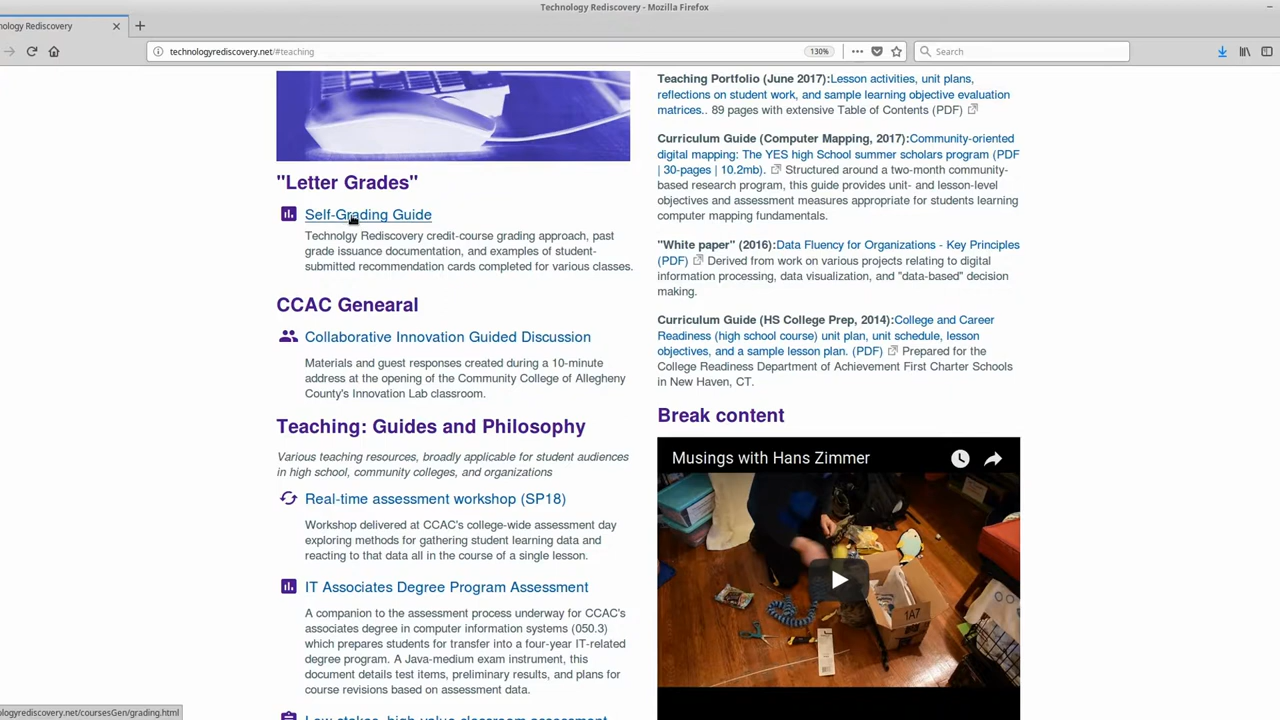 Technology Rediscovery - Mozilla Firefox
nology Rediscovery
technologyrediscovery.net/#teaching
130%
Search
"Letter Grades"
Self-Grading Guide
Technolgy Rediscovery credit-course grading approach, past
grade issuance documentation, and examples of student-
submitted recommendation cards completed for various classes.
CCAC Genearal
Collaborative Innovation Guided Discussion
Materials and guest responses created during a 10-minute
address at the opening of the Community College of Allegheny
County's Innovation Lab classroom.
Teaching: Guides and Philosophy
Various teaching resources, broadly applicable for student audiences
in high school, community colleges, and organizations
Real-time assessment workshop (SP18)
Workshop delivered at CCAC's college-wide assessment day
exploring methods for gathering student learning data and
reacting to that data all in the course of a single lesson.
IT Associates Degree Program Assessment
A companion to the assessment process underway for CCAC's
associates degree in computer information systems (050.3)
which prepares students for transfer into a four-year IT-related
degree program. A Java-medium exam instrument, this
document details test items, preliminary results, and plans for
course revisions based on assessment data.
Low stakes, high value classroom assessment
Teaching Portfolio (June 2017):Lesson activities, unit plans,
reflections on student work, and sample learning objective evaluation
matrices.. 89 pages with extensive Table of Contents (PDF)
Curriculum Guide (Computer Mapping, 2017):Community-oriented
digital mapping: The YES high School summer scholars program (PDF
| 30-pages | 10.2mb). Structured around a two-month community-
based research program, this guide provides unit- and lesson-level
objectives and assessment measures appropriate for students learning
computer mapping fundamentals.
"White paper" (2016):Data Fluency for Organizations - Key Principles
(PDF) Derived from work on various projects relating to digital
information processing, data visualization, and "data-based" decision
making.
Curriculum Guide (HS College Prep, 2014):College and Career
Readiness (high school course) unit plan, unit schedule, lesson
objectives, and a sample lesson plan. (PDF) Prepared for the
College Readiness Department of Achievement First Charter Schools
in New Haven, CT.
Break content
Musings with Hans Zimmer
1A7
ologyrediscovery.net/coursesGen/grading.html